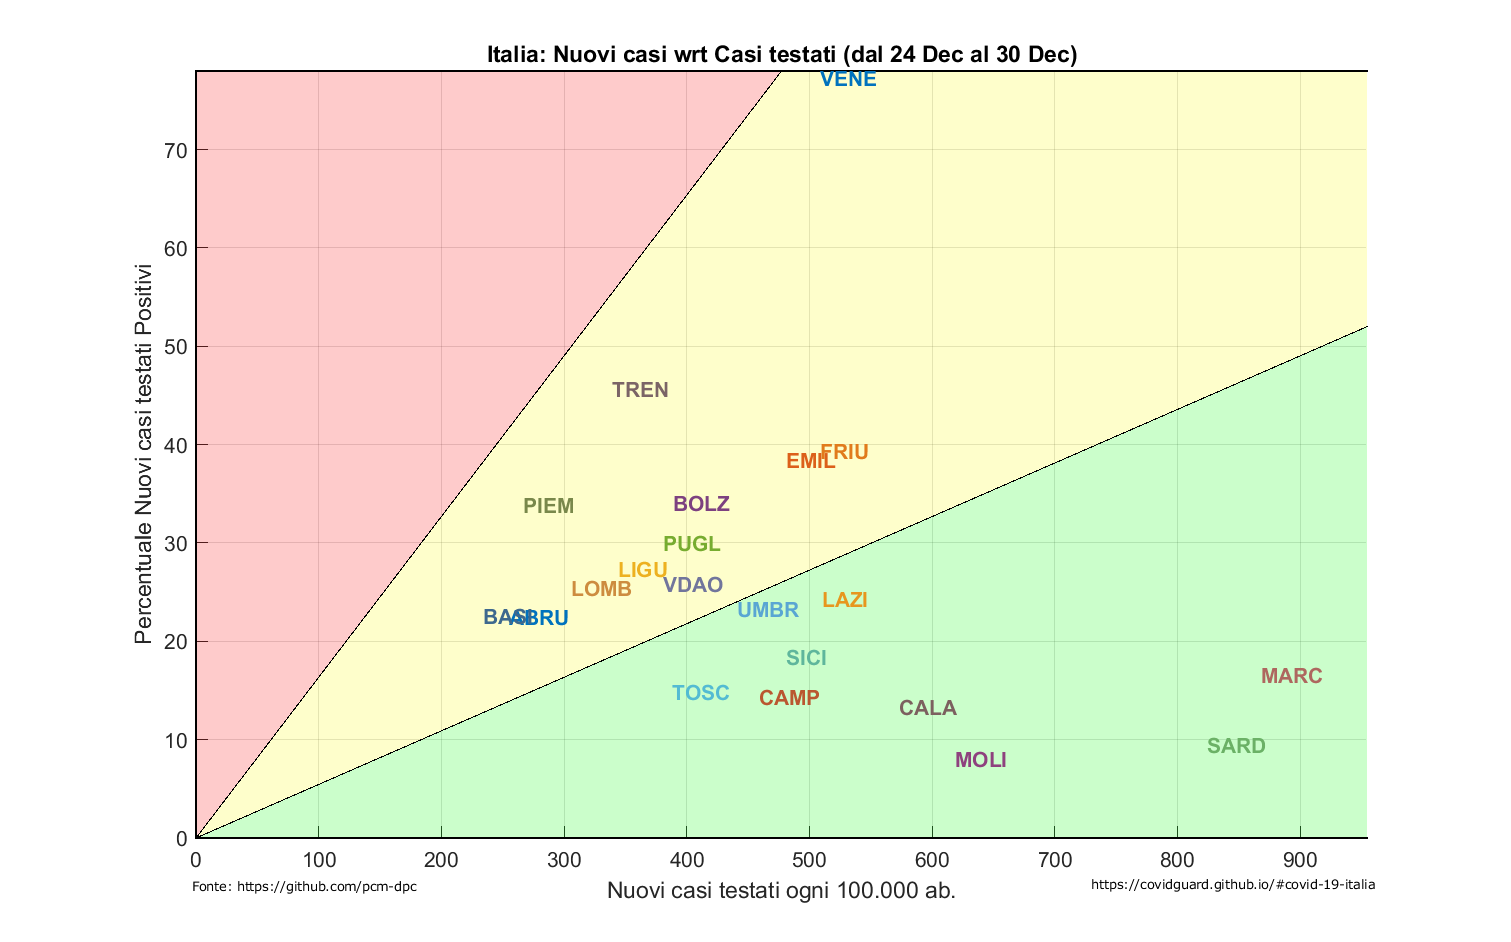 Italia: Nuovi casi wrt Casi testati (dal 24 Dec al 30 Dec)
VENE
70
60
50
TREN
40
FRIU
EMIL
PIEM
BOLZ
30
PUGL
LIGU
LOMB
VDAO
UMBR
LAZI
BASI
ABRU
20
SICI
MARC
TOSC
CAMP
CALA
10
SARD
MOLI
0
Percentuale Nuovi casi testati Positivi
0 100 200 300 400 500 600 700 800 900
Nuovi casi testati ogni 100.000 ab.
Fonte: https://github.com/pcm-dpc
https://covidguard.github.io/#covid-19-italia